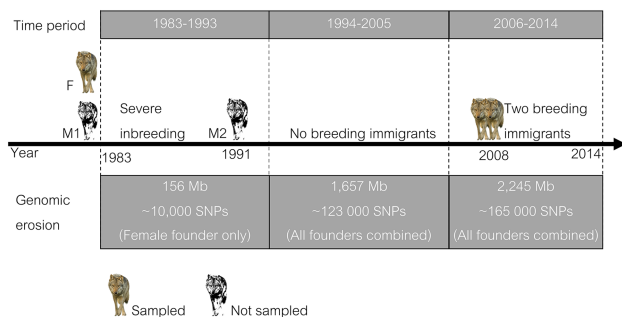 Time period
1983-1993
1994-2005
2006-2014
F
M1
Severe
inbreeding
M2
No breeding immigrants
Two breeding
immigrants
Year
1983
1991
2008
2014
Genomic
erosion
156 Mb
~10,000 SNPs
(Female founder only)
1,657 Mb
~123 000 SNPs
(All founders combined)
2,245 Mb
~165 000 SNPs
(All founders combined)
Sampled
Not sampled